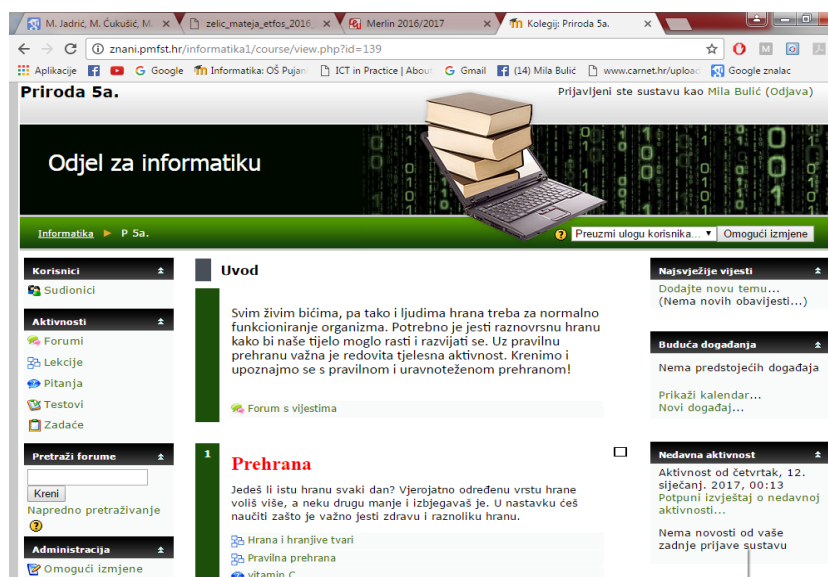 M. Jadrić, M. Ćukušić, M.
zelic_mateja_etfos_2016_
Merlin 2016/2017
Kolegij: Priroda 5a.
znani.pmfst.hr/informatika1/course/view.php?id=139
Aplikacije
Google
Informatika: OŠ Pujan
ICT in Practice | About
Gmail
(14) Mila Bulić
www.carnet.hr/upload
Google znalac
Priroda 5a.
Prijavljeni ste sustavu kao Mila Bulić (Odjava)
Odjel za informatiku
Informatika ► P 5a.
Preuzmi ulogu korisnika...
Omogući izmjene
Korisnici
Sudionici
Aktivnosti
Forumi
Lekcije
Pitanja
Testovi
Zadaće
Pretraži forume
Kreni
Napredno pretraživanje
Administracija
Omogući izmjene
Uvod
Svim živim bićima, pa tako i ljudima hrana treba za normalno
funkcioniranje organizma. Potrebno je jesti raznovrsnu hranu
kako bi naše tijelo moglo rasti i razvijati se. Uz pravilnu
prehranu važna je redovita tjelesna aktivnost. Krenimo i
upoznajmo se s pravilnom i uravnoteženom prehranom!
Forum s vijestima
1
Prehrana
Jedeš li istu hranu svaki dan? Vjerojatno određenu vrstu hrane
voliš više, a neku drugu manje i izbjegavaš je. U nastavku ćeš
naučiti zašto je važno jesti zdravu i raznoliku hranu.
Hrana i hranjive tvari
Pravilna prehrana
vitamin C
Najsvježije vijesti
Dodajte novu temu...
(Nema novih obavijesti...)
Buduća događanja
Nema predstojećih događaja
Prikaži kalendar...
Novi događaj...
Nedavna aktivnost
Aktivnost od četvrtak, 12.
siječanj. 2017, 00:13
Potpuni izvještaj o nedavnoj
aktivnosti...
Nema novosti od vaše
zadnje prijave sustavu